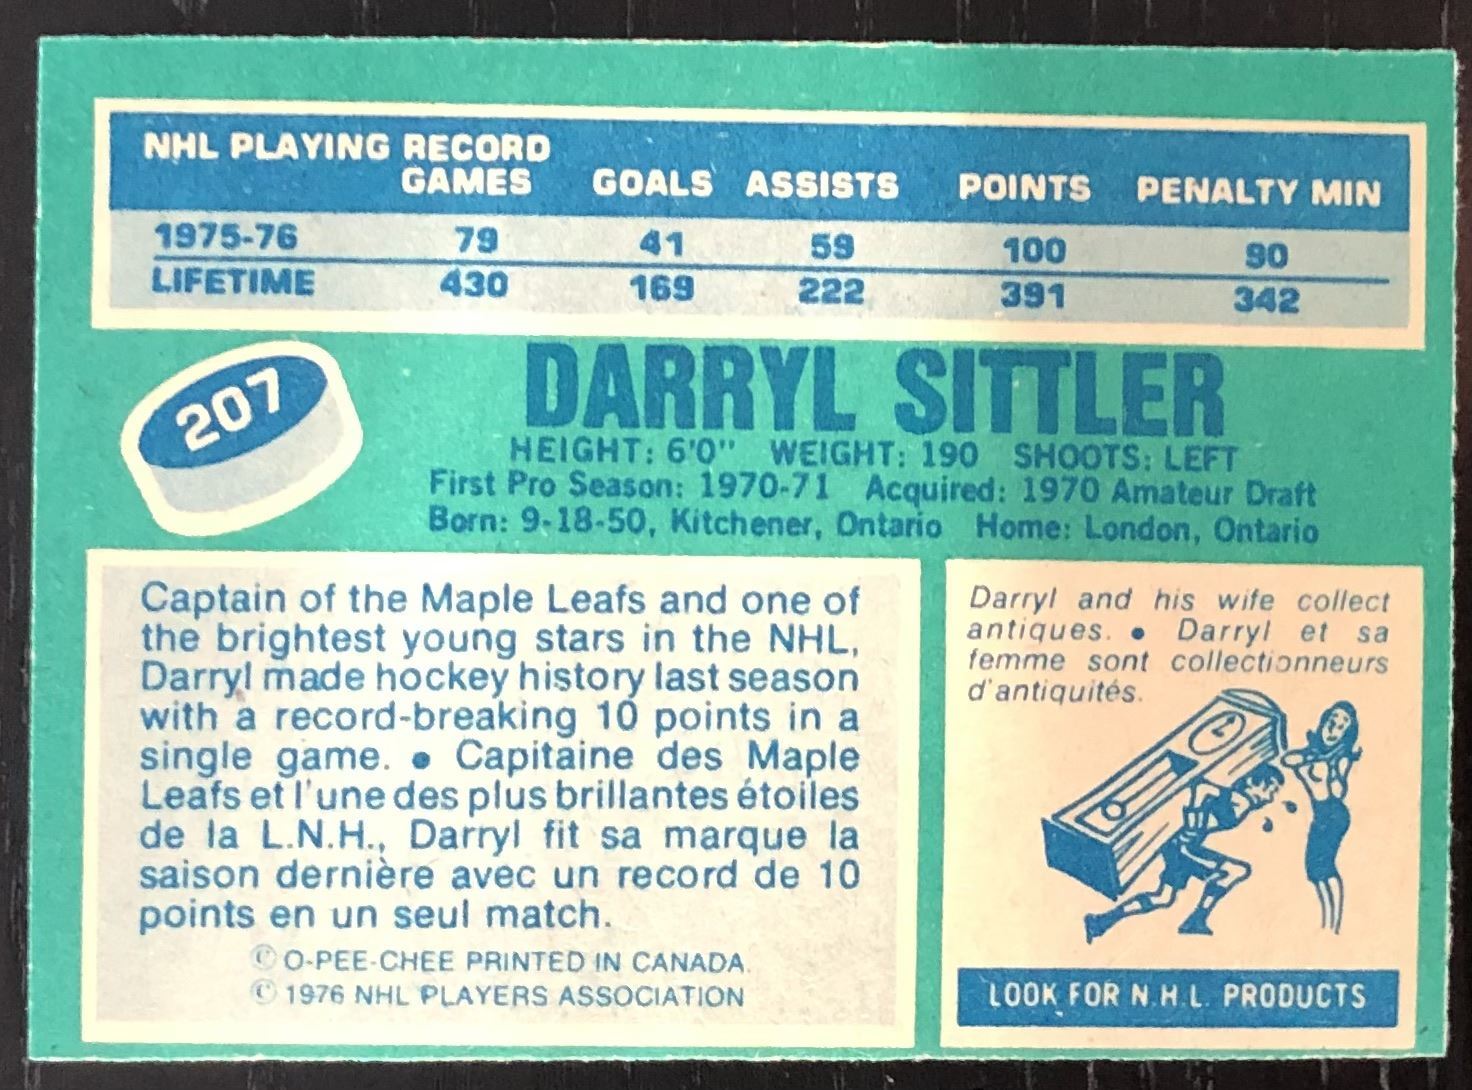 NHL PLAYING RECORD
GAMES GOALS ASSISTS POINTS PENALTY MIN
1975-76 79 41 59 100 90
LIFETIME 430 169 222 391 342
207
DARRYL SITTLER
HEIGHT: 6'0" WEIGHT: 190 SHOOTS: LEFT
First Pro Season: 1970-71 Acquired: 1970 Amateur Draft
Born: 9-18-50, Kitchener, Ontario Home: London, Ontario
Captain of the Maple Leafs and one of
the brightest young stars in the NHL,
Darryl made hockey history last season
with a record-breaking 10 points in a
single game. • Capitaine des Maple
Leafs et l'une des plus brillantes étoiles
de la L.N.H., Darryl fit sa marque la
saison dernière avec un record de 10
points en un seul match.
© O-PEE-CHEE PRINTED IN CANADA
© 1976 NHL PLAYERS ASSOCIATION
Darryl and his wife collect
antiques. • Darryl et sa
femme sont collectionneurs
d'antiquités.
LOOK FOR N.H.L. PRODUCTS